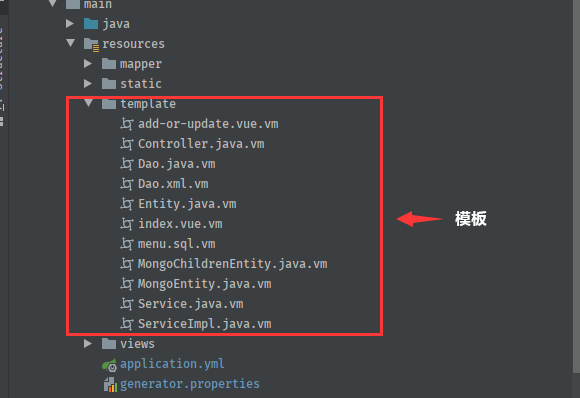 main
java
resources
mapper
static
template
add-or-update.vue.vm
Controller.java.vm
Dao.java.vm
Dao.xml.vm
Entity.java.vm
index.vue.vm
menu.sql.vm
MongoChildrenEntity.java.vm
MongoEntity.java.vm
Service.java.vm
ServiceImpl.java.vm
views
application.yml
generator.properties
模板